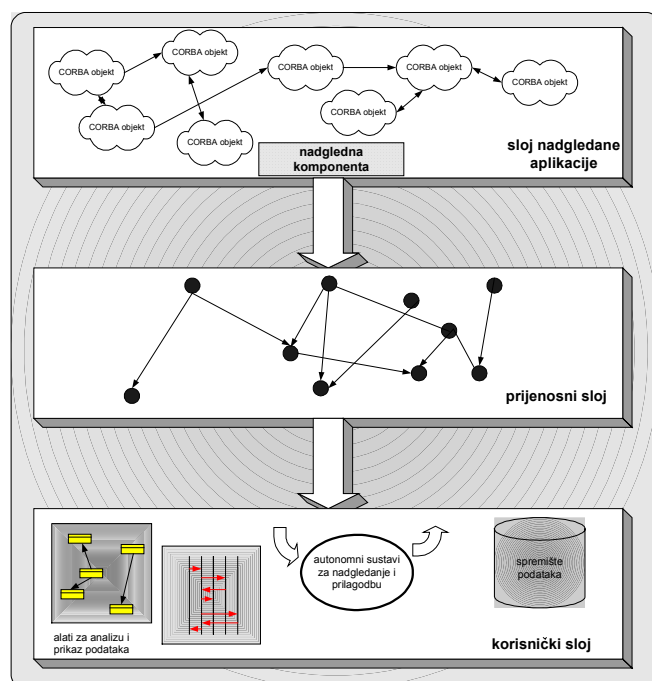 CORBA objekt
CORBA objekt
CORBA objekt
CORBA objekt
CORBA objekt
CORBA objekt
CORBA objekt
CORBA objekt
nadgledna
komponenta
sloj nadgledane
aplikacije
prijenosni sloj
autonomni sustavi
za nadgledanje i
prilagodbu
spremište
podataka
alati za analizu i
prikaz podataka
korisnički sloj